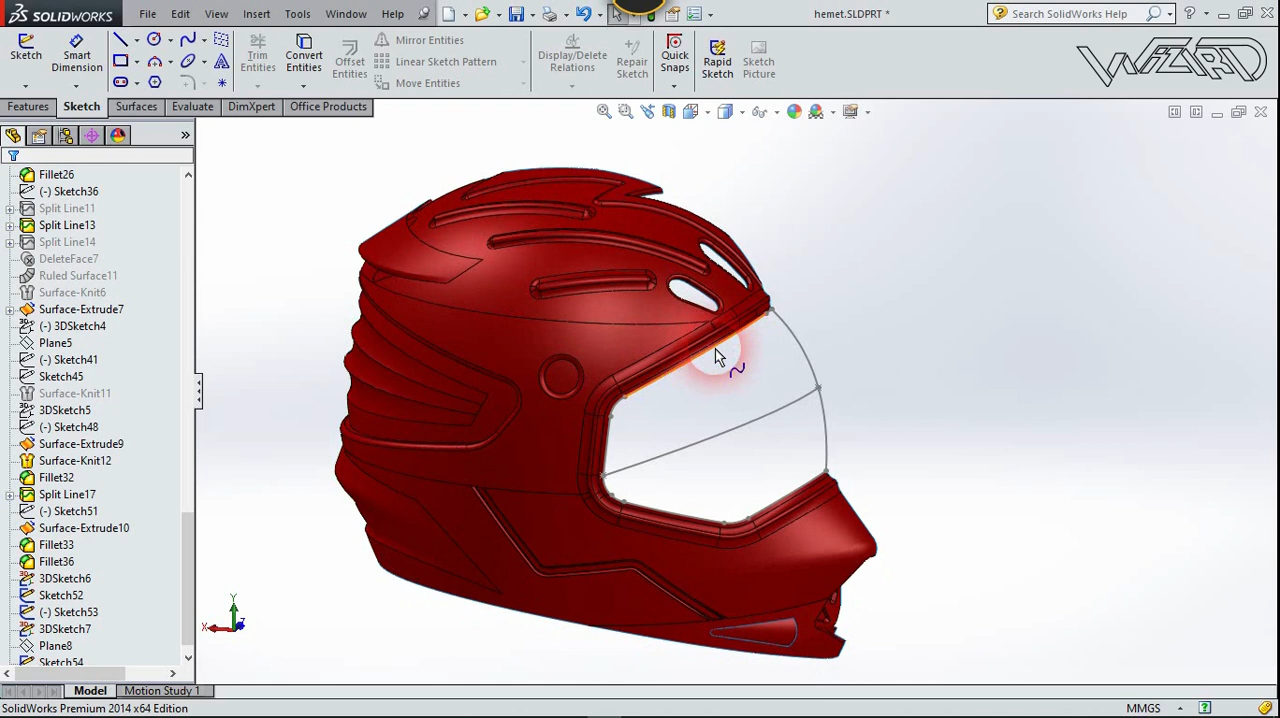 SOLIDWORKS File Edit View Insert Tools Window Help hemet.SLDPRT * Search SolidWorks Help
Sketch Smart Dimension Trim Entities Convert Entities Offset Entities Mirror Entities Linear Sketch Pattern Move Entities Display/Delete Relations Repair Sketch Quick Snaps Rapid Sketch Sketch Picture WIZARD
Features Sketch Surfaces Evaluate DimXpert Office Products
Fillet26
(-) Sketch36
Split Line11
Split Line13
Split Line14
DeleteFace7
Ruled Surface11
Surface-Knit6
Surface-Extrude7
(-) 3DSketch4
Plane5
(-) Sketch41
Sketch45
Surface-Knit11
3DSketch5
(-) Sketch48
Surface-Extrude9
Surface-Knit12
Fillet32
Split Line17
(-) Sketch51
Surface-Extrude10
Fillet33
Fillet36
3DSketch6
Sketch52
(-) Sketch53
3DSketch7
Plane8
Sketch54
Y
X
Z
Model Motion Study 1
SolidWorks Premium 2014 x64 Edition MMGS